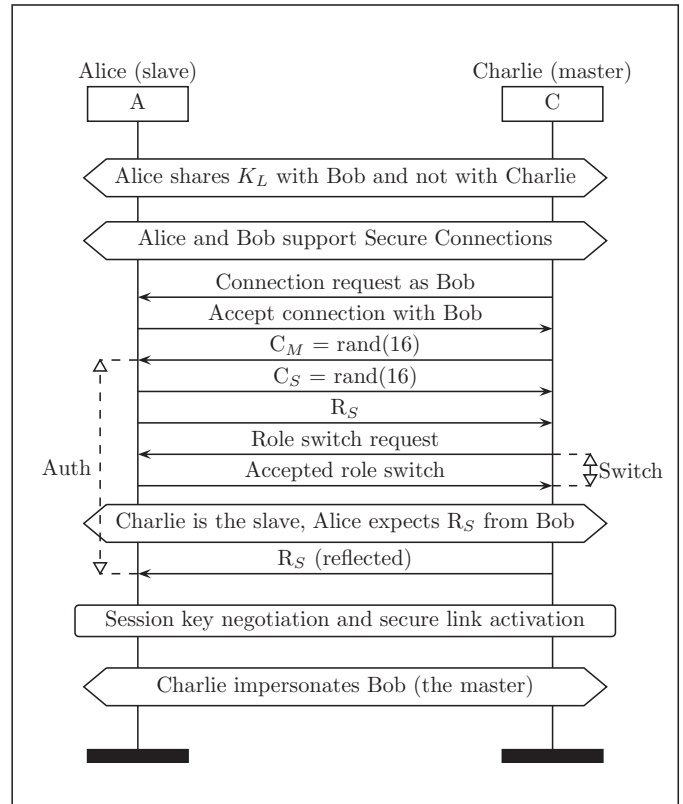 Alice (slave)
Charlie (master)
A
C
Alice shares K_L with Bob and not with Charlie
Alice and Bob support Secure Connections
Connection request as Bob
Accept connection with Bob
C_M = rand(16)
C_S = rand(16)
R_S
Role switch request
Auth
Accepted role switch
Switch
Charlie is the slave, Alice expects R_S from Bob
R_S (reflected)
Session key negotiation and secure link activation
Charlie impersonates Bob (the master)